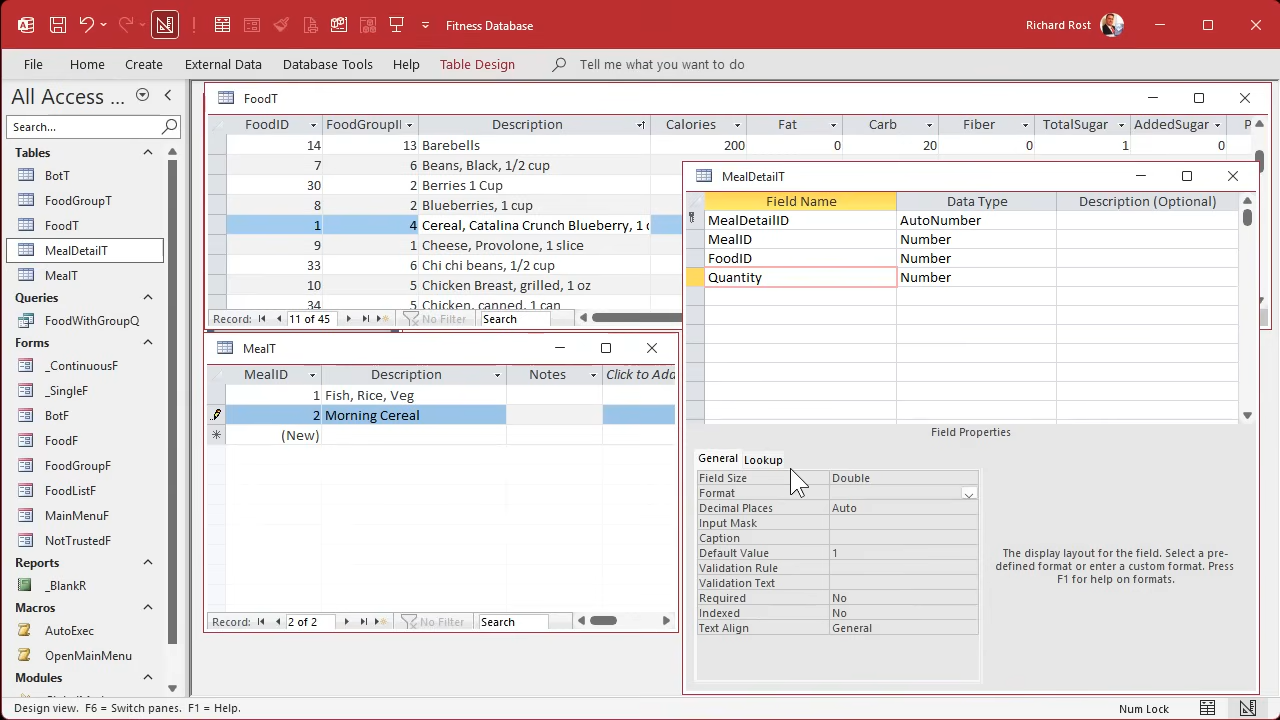 Fitness Database
Richard Rost
File Home Create External Data Database Tools Help Table Design Tell me what you want to do
All Access ...
Search...
Tables
BotT
FoodGroupT
FoodT
MealDetailT
MealT
Queries
FoodWithGroupQ
Forms
_ContinuousF
_SingleF
BotF
FoodF
FoodGroupF
FoodListF
MainMenuF
NotTrustedF
Reports
_BlankR
Macros
AutoExec
OpenMainMenu
Modules
FoodT
FoodID FoodGroupI Description Calories Fat Carb Fiber TotalSugar AddedSugar P
14 13 Barebells 200 0 20 0 1 0
7 6 Beans, Black, 1/2 cup
30 2 Berries 1 Cup
8 2 Blueberries, 1 cup
1 4 Cereal, Catalina Crunch Blueberry, 1 c
9 1 Cheese, Provolone, 1 slice
33 6 Chi chi beans, 1/2 cup
10 5 Chicken Breast, grilled, 1 oz
34 5 Chicken, canned, 1 can
Record: 11 of 45 No Filter Search
MealT
MealID Description Notes Click to Add
1 Fish, Rice, Veg
2 Morning Cereal
(New)
Record: 2 of 2 No Filter Search
MealDetailT
Field Name Data Type Description (Optional)
MealDetailID AutoNumber
MealID Number
FoodID Number
Quantity Number
Field Properties
General Lookup
Field Size Double
Format
Decimal Places Auto
Input Mask
Caption
Default Value 1
Validation Rule
Validation Text
Required No
Indexed No
Text Align General
The display layout for the field. Select a pre-
defined format or enter a custom format. Press
F1 for help on formats.
Design view. F6 = Switch panes. F1 = Help.
Num Lock